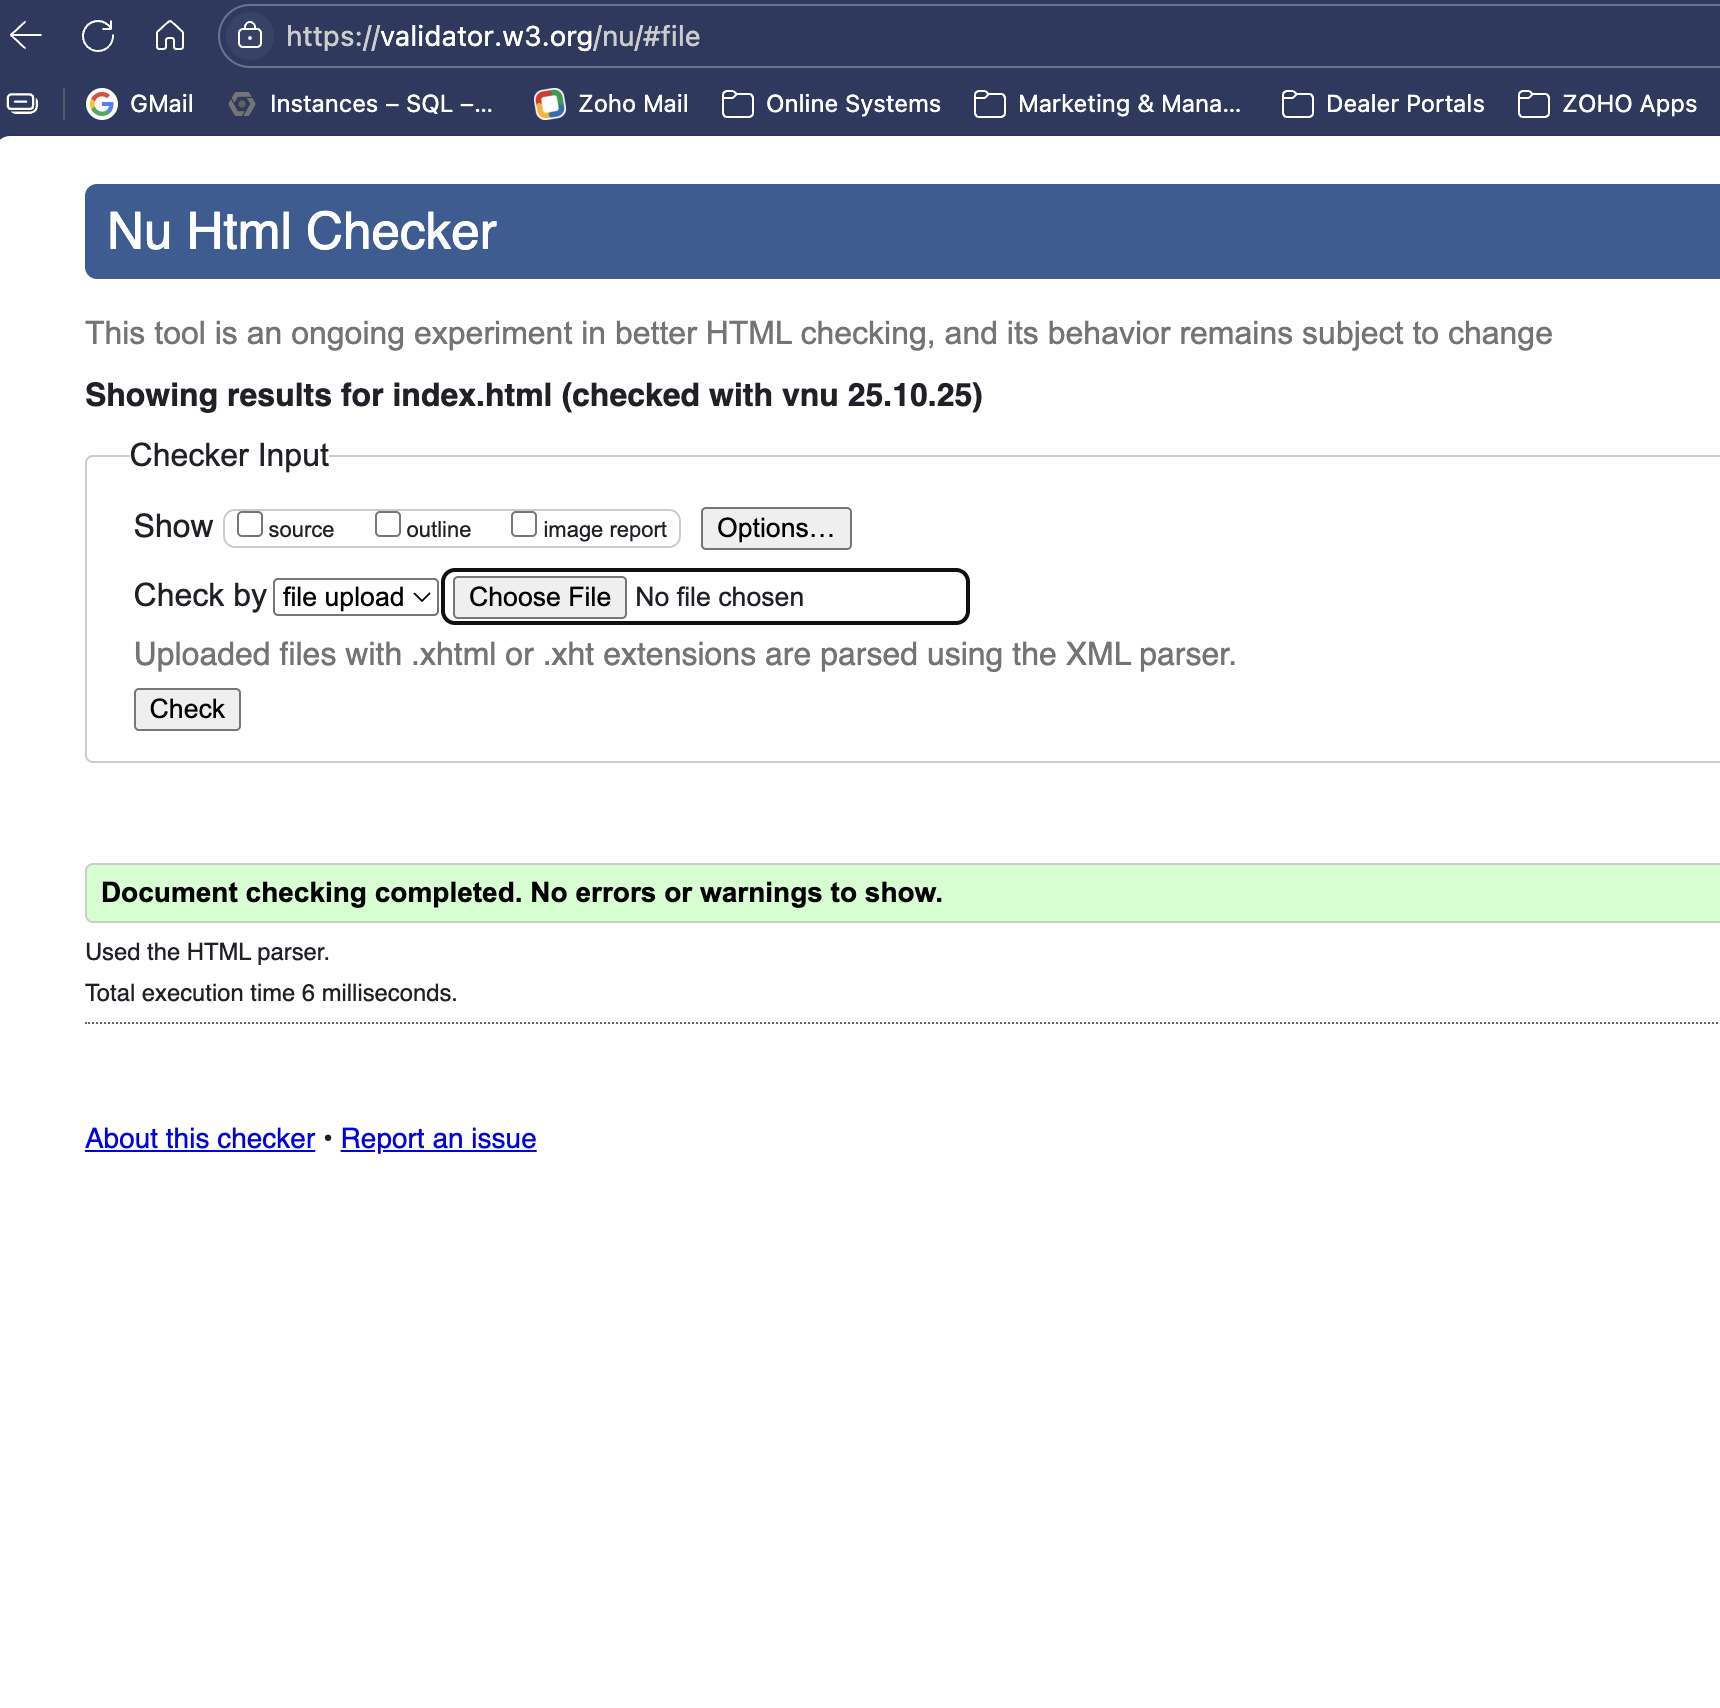 https://validator.w3.org/nu/#file
GMail Instances – SQL –... Zoho Mail Online Systems Marketing & Mana... Dealer Portals ZOHO Apps
Nu Html Checker
This tool is an ongoing experiment in better HTML checking, and its behavior remains subject to change
Showing results for index.html (checked with vnu 25.10.25)
Checker Input
Show source outline image report Options...
Check by file upload Choose File No file chosen
Uploaded files with .xhtml or .xht extensions are parsed using the XML parser.
Check
Document checking completed. No errors or warnings to show.
Used the HTML parser.
Total execution time 6 milliseconds.
About this checker • Report an issue